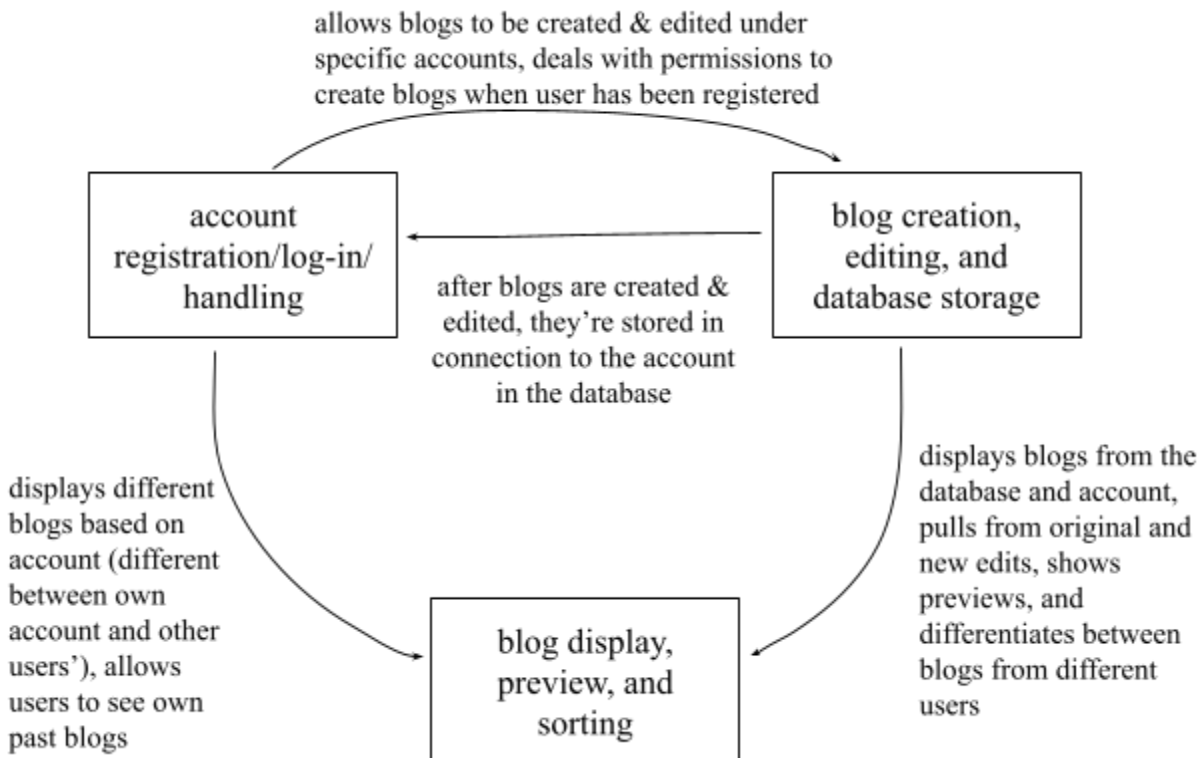 allows blogs to be created & edited under
specific accounts, deals with permissions to
create blogs when user has been registered
account
registration/log-in/
handling
blog creation,
editing, and
database storage
after blogs are created &
edited, they’re stored in
connection to the account
in the database
displays different
blogs based on
account (different
between own
account and other
users’), allows
users to see own
past blogs
displays blogs from the
database and account,
pulls from original and
new edits, shows
previews, and
differentiates between
blogs from different
users
blog display,
preview, and
sorting